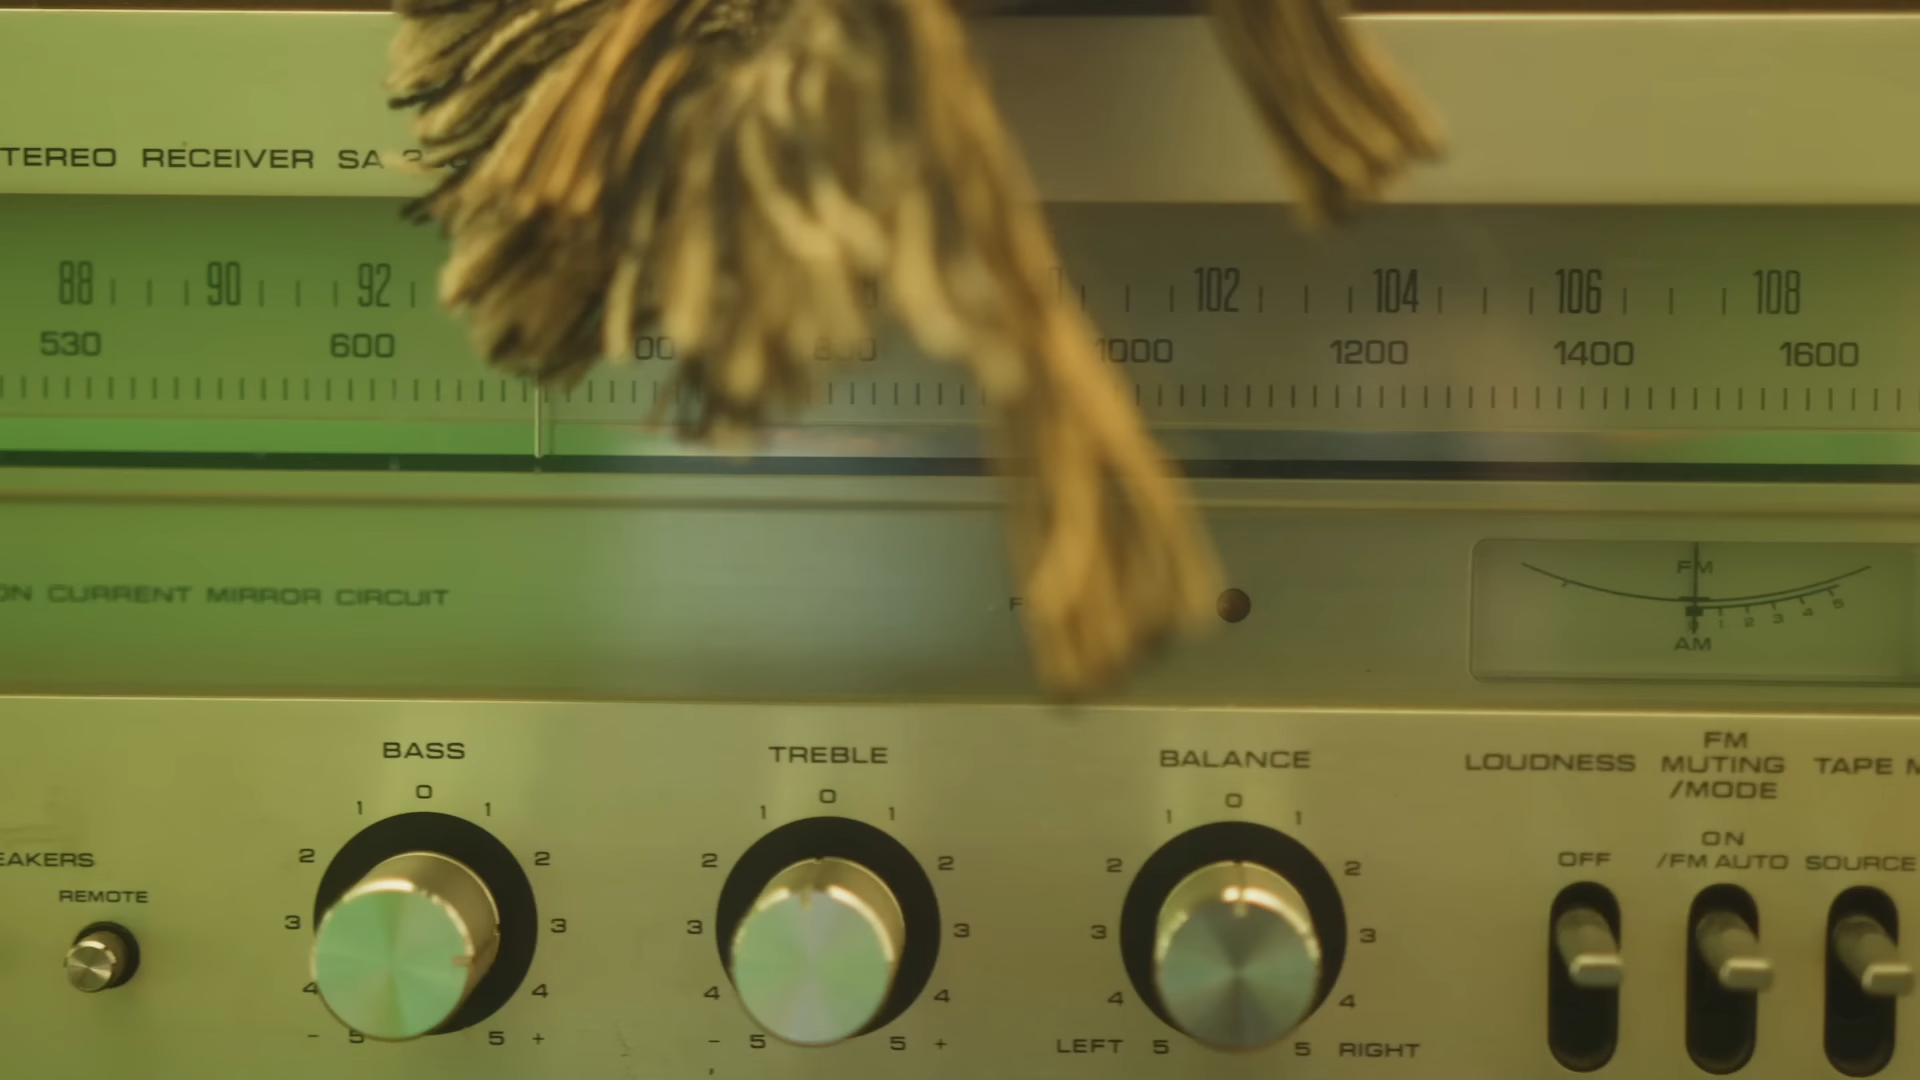 TEREO RECEIVER SA
88 90 92 102 104 106 108
530 600 00 800 1000 1200 1400 1600
ON CURRENT MIRROR CIRCUIT
FM
0 1 2 3 4 5
AM
BASS
0
1 1
2 2
3 3
4 4
- 5 5 +
TREBLE
0
1 1
2 2
3 3
4 4
- 5 5 +
BALANCE
0
1 1
2 2
3 3
4 4
LEFT 5 5 RIGHT
LOUDNESS
OFF
FM
MUTING
/MODE
ON
/FM AUTO
TAPE M
SOURCE
EAKERS
REMOTE